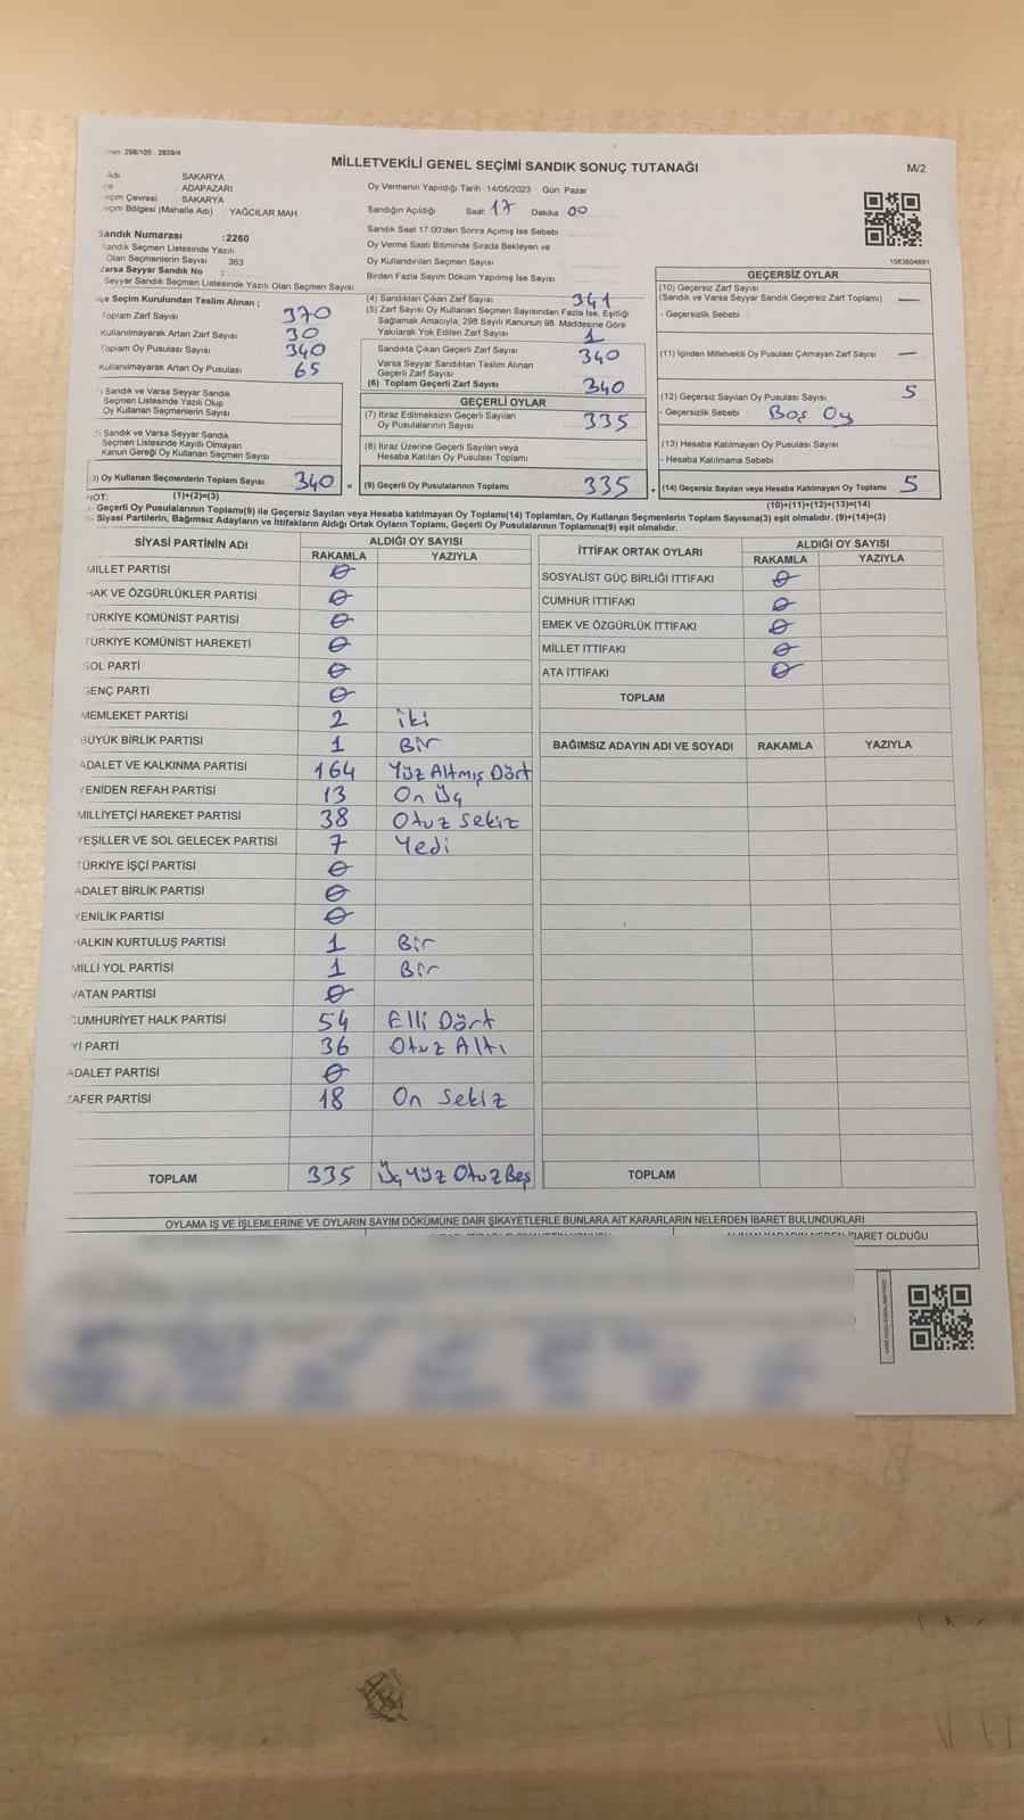 298/109 - 2839/4
MİLLETVEKİLİ GENEL SEÇİMİ SANDIK SONUÇ TUTANAĞI
M/2
SAKARYA
ADAPAZARI
Çevresi SAKARYA
Bölgesi (Mahalle Adı) YAĞCILAR MAH.
Oy Vermenin Yapıldığı Tarih 14/05/2023 Gün Pazar
Sandığın Açıldığı Saat 17 Dakika 00
Sandık Numarası :2260
Sandık Seçmen Listesinde Yazılı
Olan Seçmenlerin Sayısı 363
Varsa Seyyar Sandık No :
Seyyar Sandık Seçmen Listesinde Yazılı Olan Seçmen Sayısı
Sandık Saat 17 00'den Sonra Açılmış İse Sebebi
Oy Verme Saati Bitiminde Sırada Bekleyen ve
Oy Kullandırılan Seçmen Sayısı
Birden Fazla Sayım Döküm Yapılmış İse Sayısı
Seçim Kurulundan Teslim Alınan ;
Toplam Zarf Sayısı 370
Kullanılmayarak Artan Zarf Sayısı 30
Toplam Oy Pusulası Sayısı 340
Kullanılmayarak Artan Oy Pusulası 65
Sandık ve Varsa Seyyar Sandık
Seçmen Listesinde Yazılı Olup
Oy Kullanan Seçmenlerin Sayısı
Sandık ve Varsa Seyyar Sandık
Seçmen Listesinde Kayıtlı Olmayan
Kanun Gereği Oy Kullanan Seçmen Sayısı
Oy Kullanan Seçmenlerin Toplam Sayısı 340
(1)+(2)=(3)
(4) Sandıktan Çıkan Zarf Sayısı 341
(5) Zarf Sayısı Oy Kullanan Seçmen Sayısından Fazla İse, Eşitliği
Sağlamak Amacıyla, 298 Sayılı Kanunun 98. Maddesine Göre
Yakılarak Yok Edilen Zarf Sayısı 1
Sandıkta Çıkan Geçerli Zarf Sayısı 340
Varsa Seyyar Sandıktan Teslim Alınan
Geçerli Zarf Sayısı
(6) Toplam Geçerli Zarf Sayısı 340
GEÇERLİ OYLAR
(7) İtiraz Edilmeksizin Geçerli Sayılan
Oy Pusulalarının Sayısı 335
(8) İtiraz Üzerine Geçerli Sayılan veya
Hesaba Katılan Oy Pusulası Toplamı
= (9) Geçerli Oy Pusulalarının Toplamı 335
GEÇERSİZ OYLAR
(10) Geçersiz Zarf Sayısı
(Sandık ve Varsa Seyyar Sandık Geçersiz Zarf Toplamı) —
- Geçersizlik Sebebi
(11) İçinden Milletvekili Oy Pusulası Çıkmayan Zarf Sayısı —
(12) Geçersiz Sayılan Oy Pusulası Sayısı 5
- Geçersizlik Sebebi Boş Oy
(13) Hesaba Katılmayan Oy Pusulası Sayısı
- Hesaba Katılmama Sebebi
+ (14) Geçersiz Sayılan veya Hesaba Katılmayan Oy Toplamı 5
(10)+(11)+(12)+(13)=(14)
NOT:
- Geçerli Oy Pusulalarının Toplamı(9) ile Geçersiz Sayılan veya Hesaba katılmayan Oy Toplamı(14) Toplamları, Oy Kullanan Seçmenlerin Toplam Sayısına(3) eşit olmalıdır. (9)+(14)=(3)
- Siyasi Partilerin, Bağımsız Adayların ve İttifakların Aldığı Ortak Oyların Toplamı, Geçerli Oy Pusulalarının Toplamına(9) eşit olmalıdır.
SİYASİ PARTİNİN ADI ALDIĞI OY SAYISI
RAKAMLA YAZIYLA
MİLLET PARTİSİ 0
HAK VE ÖZGÜRLÜKLER PARTİSİ 0
TÜRKİYE KOMÜNİST PARTİSİ 0
TÜRKİYE KOMÜNİST HAREKETİ 0
SOL PARTİ 0
GENÇ PARTİ 0
MEMLEKET PARTİSİ 2 iki
BÜYÜK BİRLİK PARTİSİ 1 Bir
ADALET VE KALKINMA PARTİSİ 164 Yüz Altmış Dört
YENİDEN REFAH PARTİSİ 13 On Üç
MİLLİYETÇİ HAREKET PARTİSİ 38 Otuz Sekiz
YEŞİLLER VE SOL GELECEK PARTİSİ 7 Yedi
TÜRKİYE İŞÇİ PARTİSİ 0
ADALET BİRLİK PARTİSİ 0
YENİLİK PARTİSİ 0
HALKIN KURTULUŞ PARTİSİ 1 Bir
MİLLİ YOL PARTİSİ 1 Bir
VATAN PARTİSİ 0
CUMHURİYET HALK PARTİSİ 54 Elli Dört
İYİ PARTİ 36 Otuz Altı
ADALET PARTİSİ 0
ZAFER PARTİSİ 18 On Sekiz
TOPLAM 335 Üç Yüz Otuz Beş
İTTİFAK ORTAK OYLARI ALDIĞI OY SAYISI
RAKAMLA YAZIYLA
SOSYALİST GÜÇ BİRLİĞİ İTTİFAKI 0
CUMHUR İTTİFAKI 0
EMEK VE ÖZGÜRLÜK İTTİFAKI 0
MİLLET İTTİFAKI 0
ATA İTTİFAKI 0
TOPLAM
BAĞIMSIZ ADAYIN ADI VE SOYADI RAKAMLA YAZIYLA
TOPLAM
OYLAMA İŞ VE İŞLEMLERİNE VE OYLARIN SAYIM DÖKÜMÜNE DAİR ŞİKAYETLERLE BUNLARA AİT KARARLARIN NELERDEN İBARET BULUNDUKLARI
İBARET OLDUĞU